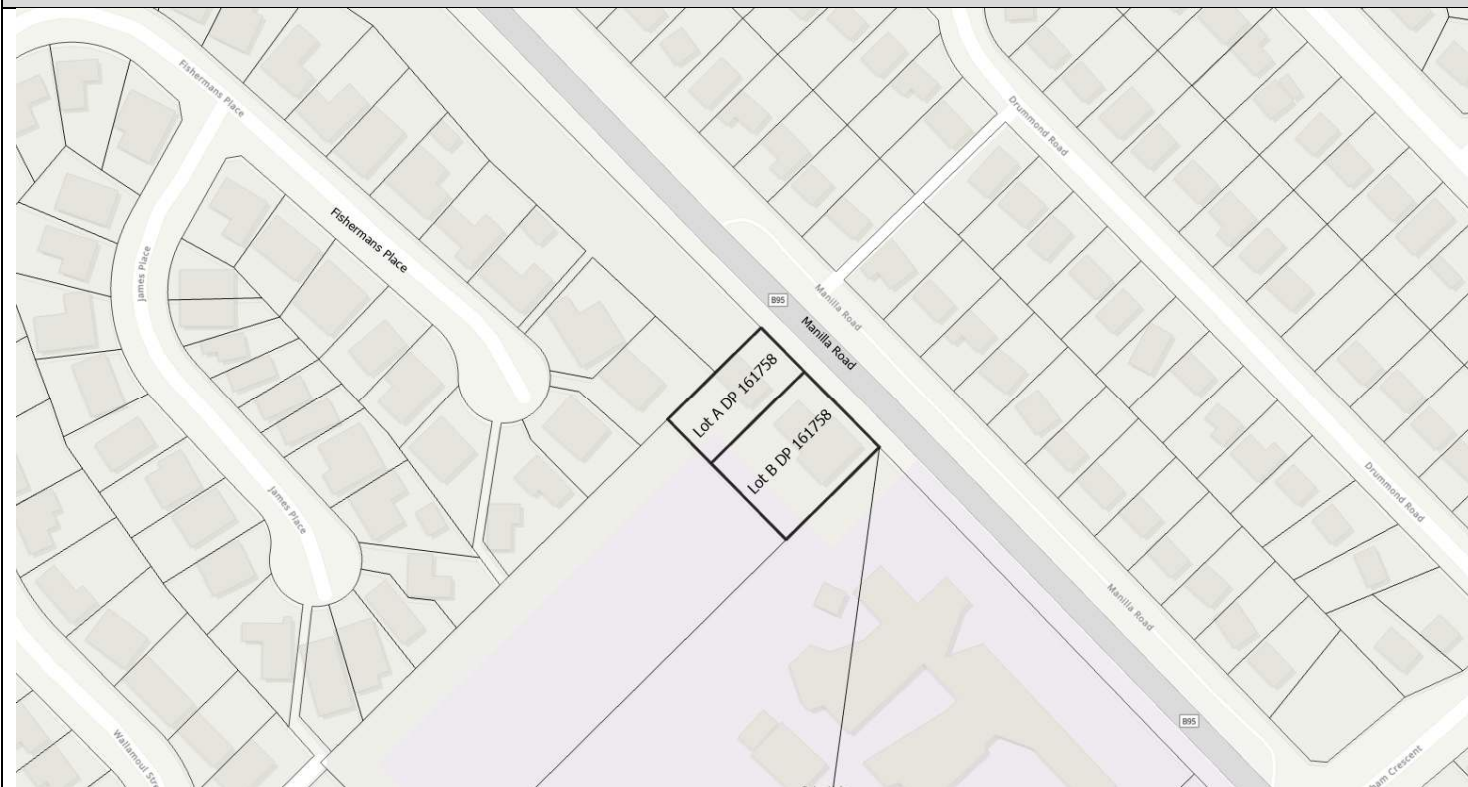 Fishermans Place
Drummond Road
Fishermans Place
James Place
B95
Manilla Road
Manilla Road
Lot A DP 161758
Lot B DP 161758
James Place
Drummond Road
Manilla Road
B95
Wallamoul
Crescent